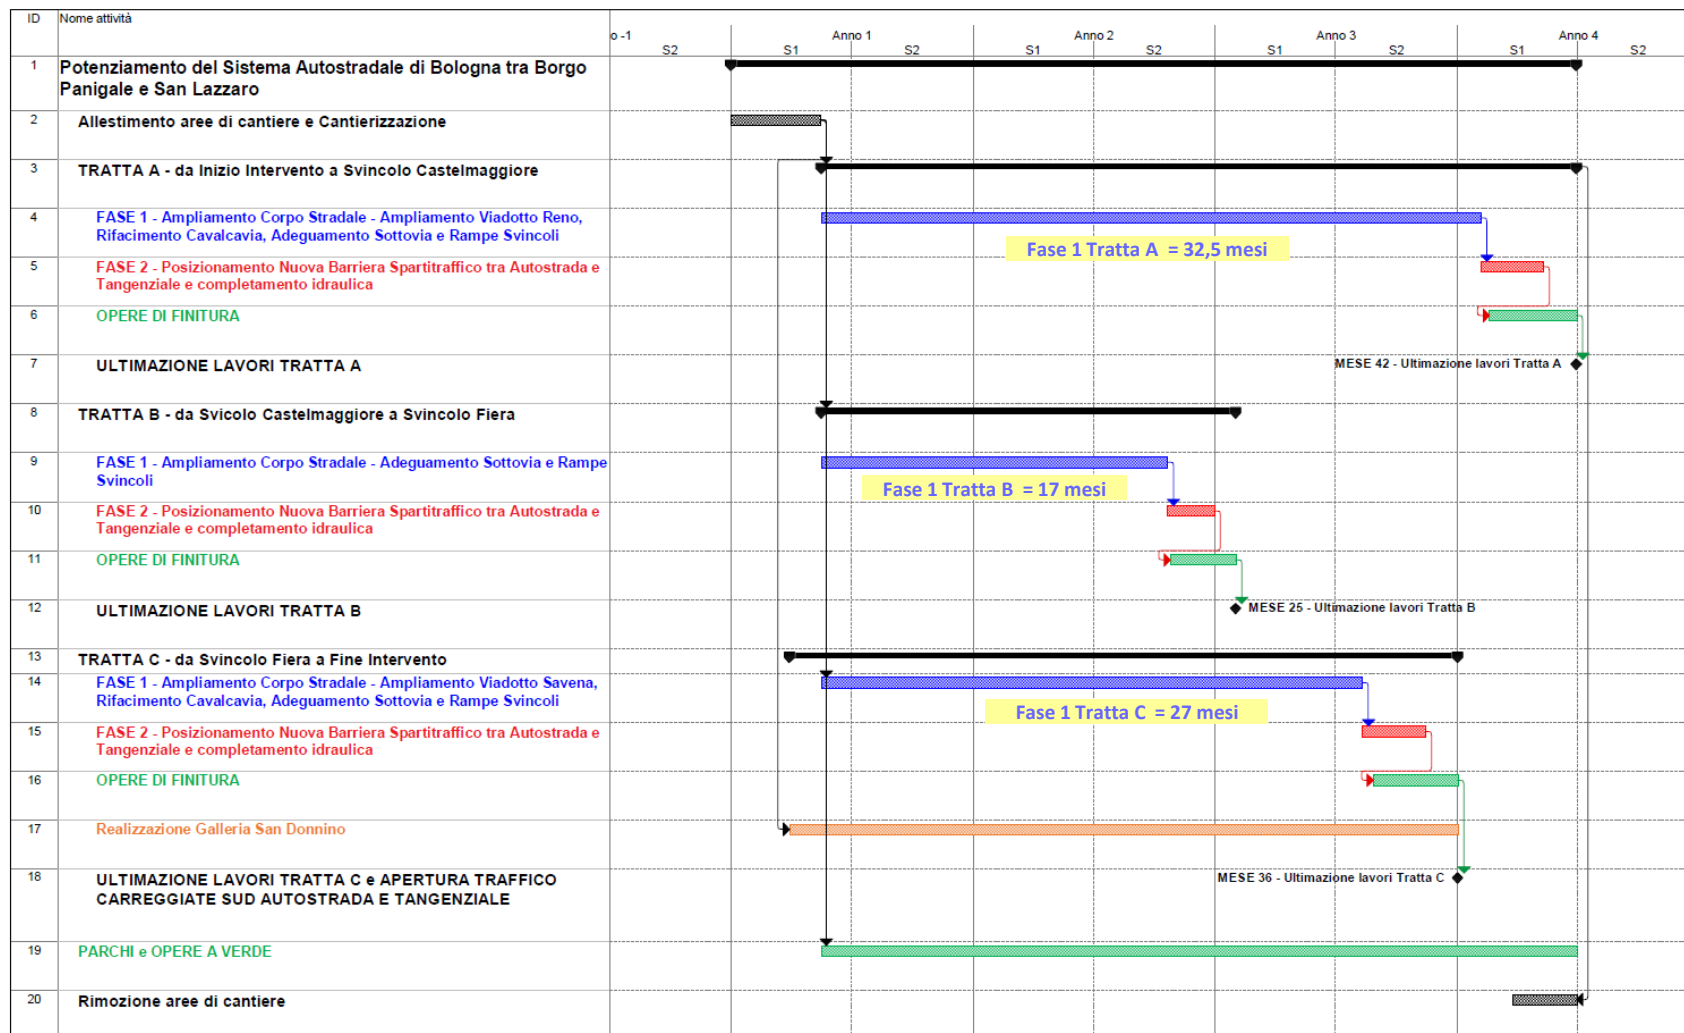 ID Nome attività
o -1 Anno 1 Anno 2 Anno 3 Anno 4
S2 S1 S2 S1 S2 S1 S2 S1 S2
1 Potenziamento del Sistema Autostradale di Bologna tra Borgo
Panigale e San Lazzaro
2 Allestimento aree di cantiere e Cantierizzazione
3 TRATTA A - da Inizio Intervento a Svincolo Castelmaggiore
4 FASE 1 - Ampliamento Corpo Stradale - Ampliamento Viadotto Reno,
Rifacimento Cavalcavia, Adeguamento Sottovia e Rampe Svincoli
Fase 1 Tratta A = 32,5 mesi
5 FASE 2 - Posizionamento Nuova Barriera Spartitraffico tra Autostrada e
Tangenziale e completamento idraulica
6 OPERE DI FINITURA
7 ULTIMAZIONE LAVORI TRATTA A
MESE 42 - Ultimazione lavori Tratta A
8 TRATTA B - da Svicolo Castelmaggiore a Svincolo Fiera
9 FASE 1 - Ampliamento Corpo Stradale - Adeguamento Sottovia e Rampe
Svincoli
Fase 1 Tratta B = 17 mesi
10 FASE 2 - Posizionamento Nuova Barriera Spartitraffico tra Autostrada e
Tangenziale e completamento idraulica
11 OPERE DI FINITURA
12 ULTIMAZIONE LAVORI TRATTA B
MESE 25 - Ultimazione lavori Tratta B
13 TRATTA C - da Svincolo Fiera a Fine Intervento
14 FASE 1 - Ampliamento Corpo Stradale - Ampliamento Viadotto Savena,
Rifacimento Cavalcavia, Adeguamento Sottovia e Rampe Svincoli
Fase 1 Tratta C = 27 mesi
15 FASE 2 - Posizionamento Nuova Barriera Spartitraffico tra Autostrada e
Tangenziale e completamento idraulica
16 OPERE DI FINITURA
17 Realizzazione Galleria San Donnino
18 ULTIMAZIONE LAVORI TRATTA C e APERTURA TRAFFICO
CARREGGIATE SUD AUTOSTRADA E TANGENZIALE
MESE 36 - Ultimazione lavori Tratta C
19 PARCHI e OPERE A VERDE
20 Rimozione aree di cantiere